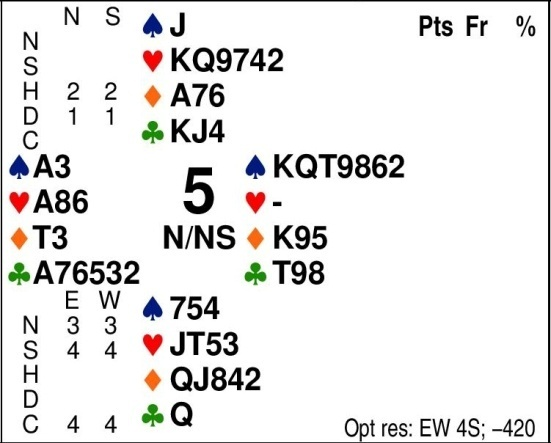 N S
N
S
H 2 2
D 1 1
C
♠ J
♥ KQ9742
♦ A76
♣ KJ4
Pts Fr %
♠ A3
♥ A86
♦ T3
♣ A76532
5
N/NS
♠ KQT9862
♥ -
♦ K95
♣ T98
E W
N 3 3
S 4 4
H
D
C 4 4
♠ 754
♥ JT53
♦ QJ842
♣ Q
Opt res: EW 4S; –420